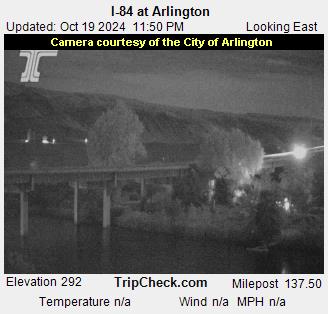 I-84 at Arlington
Updated: Oct 19 2024 11:50 PM Looking East
Camera courtesy of the City of Arlington
Elevation 292 TripCheck.com Milepost 137.50
Temperature n/a Wind n/a MPH n/a